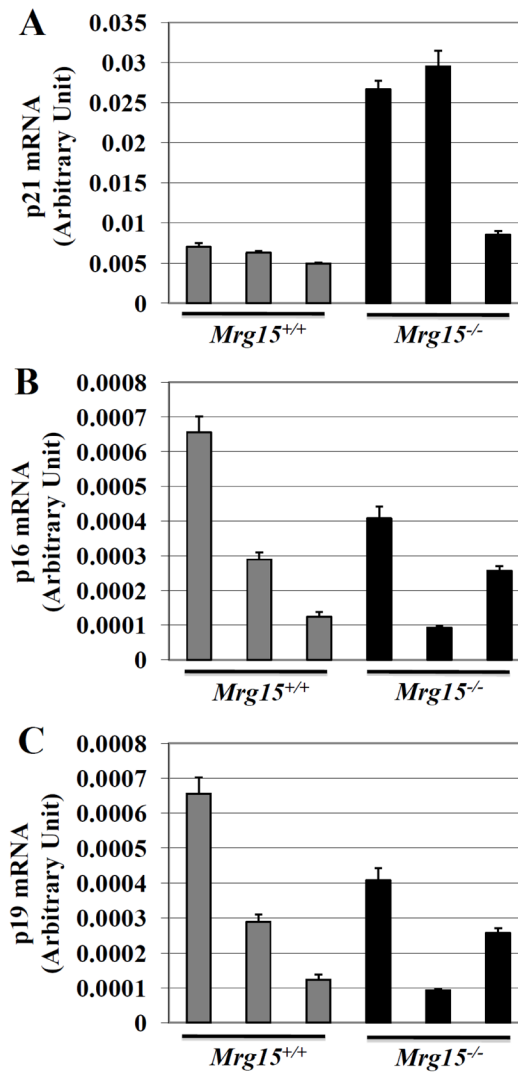 A
p21 mRNA
(Arbitrary Unit)
0.035
0.03
0.025
0.02
0.015
0.01
0.005
0
Mrg15+/+ Mrg15-/-
B
p16 mRNA
(Arbitrary Unit)
0.0008
0.0007
0.0006
0.0005
0.0004
0.0003
0.0002
0.0001
0
Mrg15+/+ Mrg15-/-
C
p19 mRNA
(Arbitrary Unit)
0.0008
0.0007
0.0006
0.0005
0.0004
0.0003
0.0002
0.0001
0
Mrg15+/+ Mrg15-/-